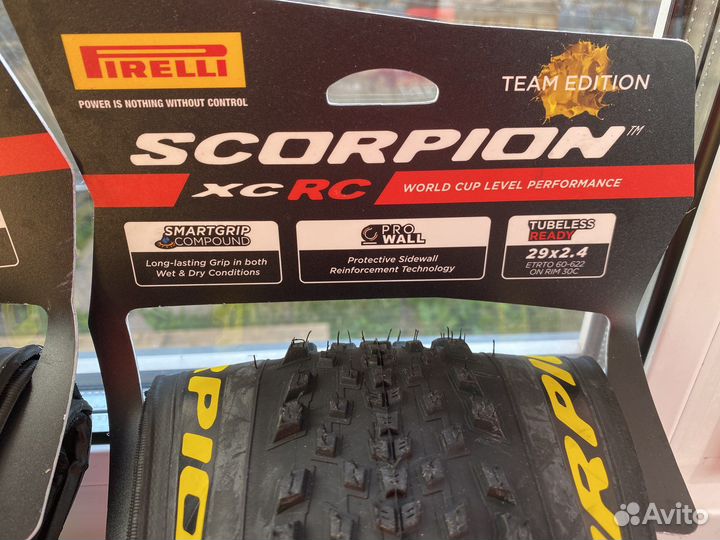 PIRELLI
POWER IS NOTHING WITHOUT CONTROL
TEAM EDITION
SCORPION™
XC RC
WORLD CUP LEVEL PERFORMANCE
SMARTGRIP
COMPOUND
Long-lasting Grip in both
Wet & Dry Conditions
PRO
WALL
Protective Sidewall
Reinforcement Technology
TUBELESS
READY
29x2.4
ETRTO 60-622
ON RIM 30C
RPIO
ORPI
Avito